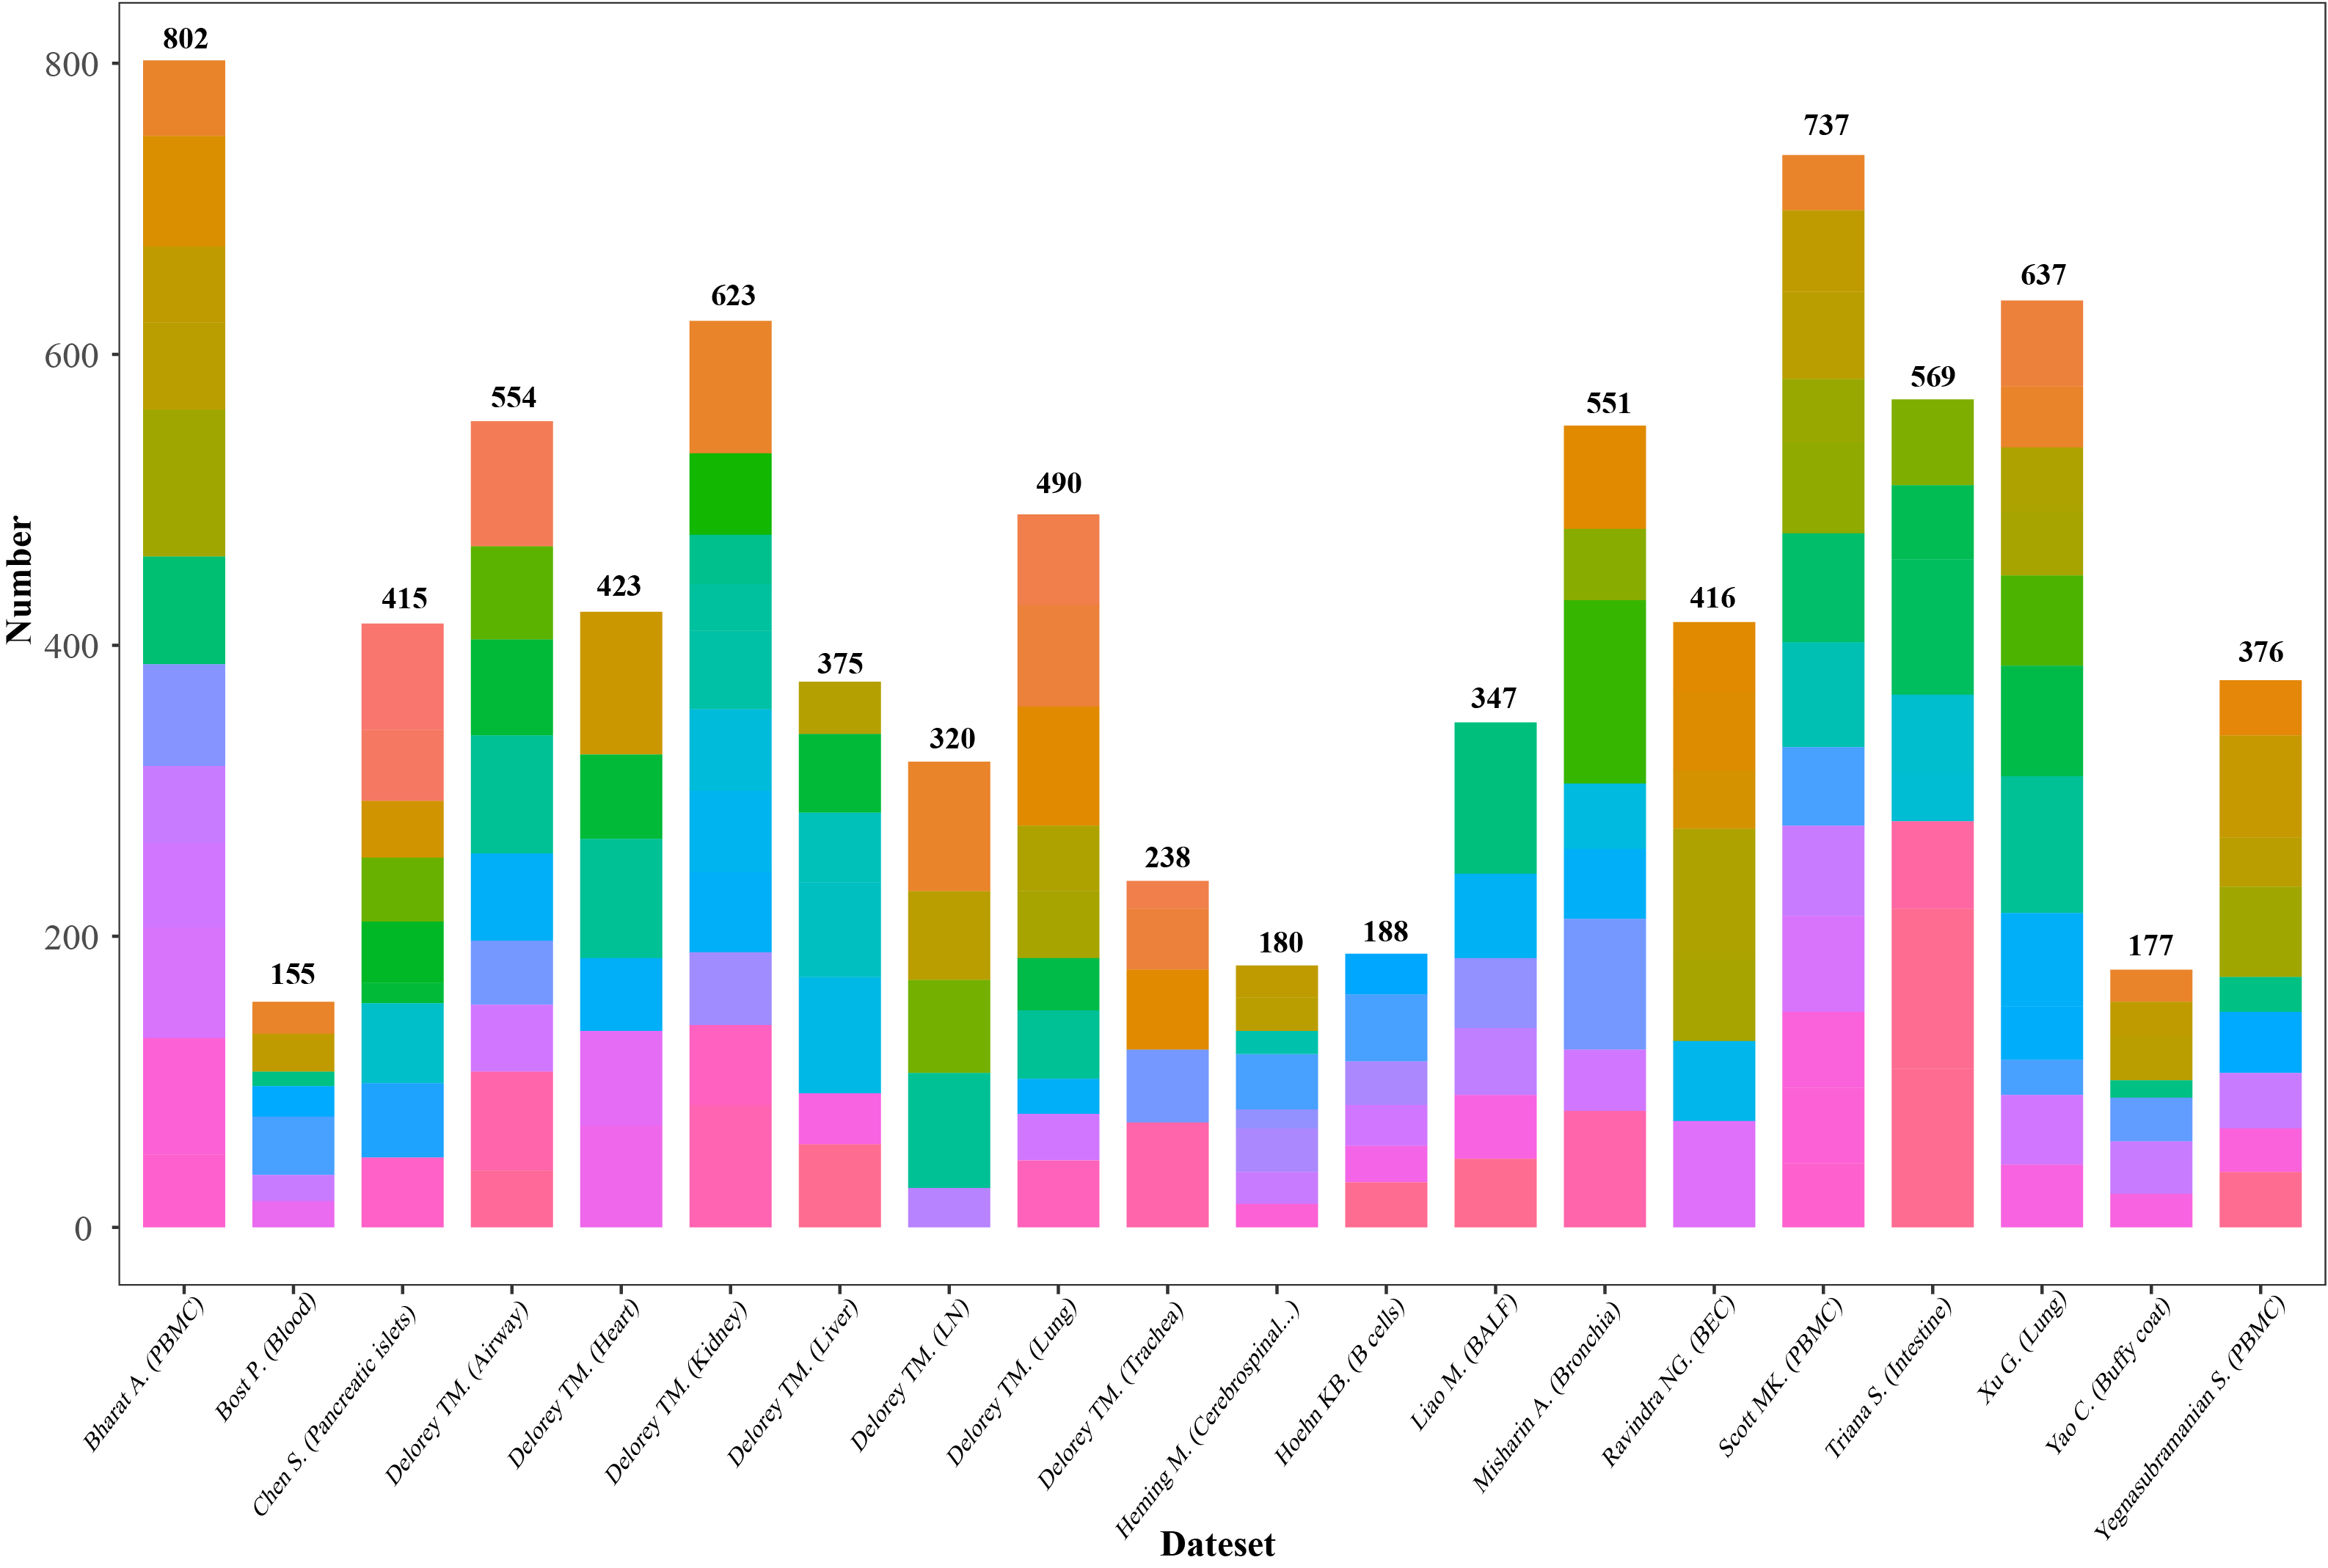 Number
800
600
400
200
0
802
155
415
554
423
623
375
320
490
238
180
188
347
551
416
737
569
637
177
376
Bharat A. (PBMC)
Bost P. (Blood)
Chen S. (Pancreatic islets)
Delorey TM. (Airway)
Delorey TM. (Heart)
Delorey TM. (Kidney)
Delorey TM. (Liver)
Delorey TM. (LN)
Delorey TM. (Lung)
Delorey TM. (Trachea)
Heming M. (Cerebrospinal...)
Hoehn KB. (B cells)
Liao M. (BALF)
Misharin A. (Bronchia)
Ravindra NG. (BEC)
Scott MK. (PBMC)
Triana S. (Intestine)
Xu G. (Lung)
Yao C. (Buffy coat)
Yegnasubramanian S. (PBMC)
Dateset